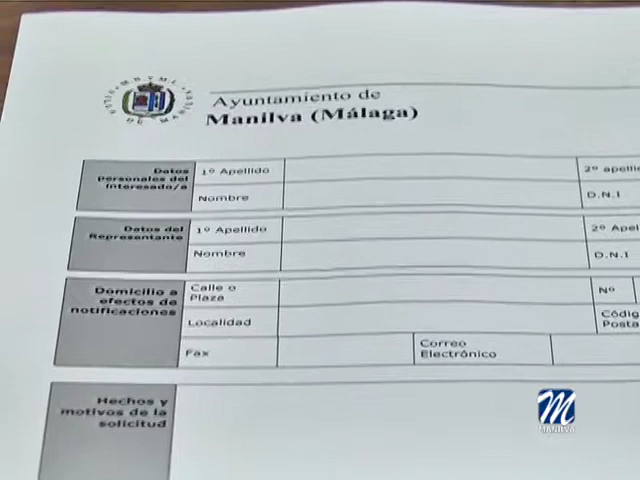 Ayuntamiento de
Manilva (Málaga)
Datos
Personales del
Interesado/a
1º Apellido
2º apellid
Nombre
D.N.I
Datos del
Representante
1º Apellido
2º Apel
Nombre
D.N.I
Domicilio a
efectos de
notificaciones
Calle o
Plaza
Nº
Localidad
Códig
Posta
Fax
Correo
Electrónico
Hechos y
motivos de la
solicitud
M
MANILVA